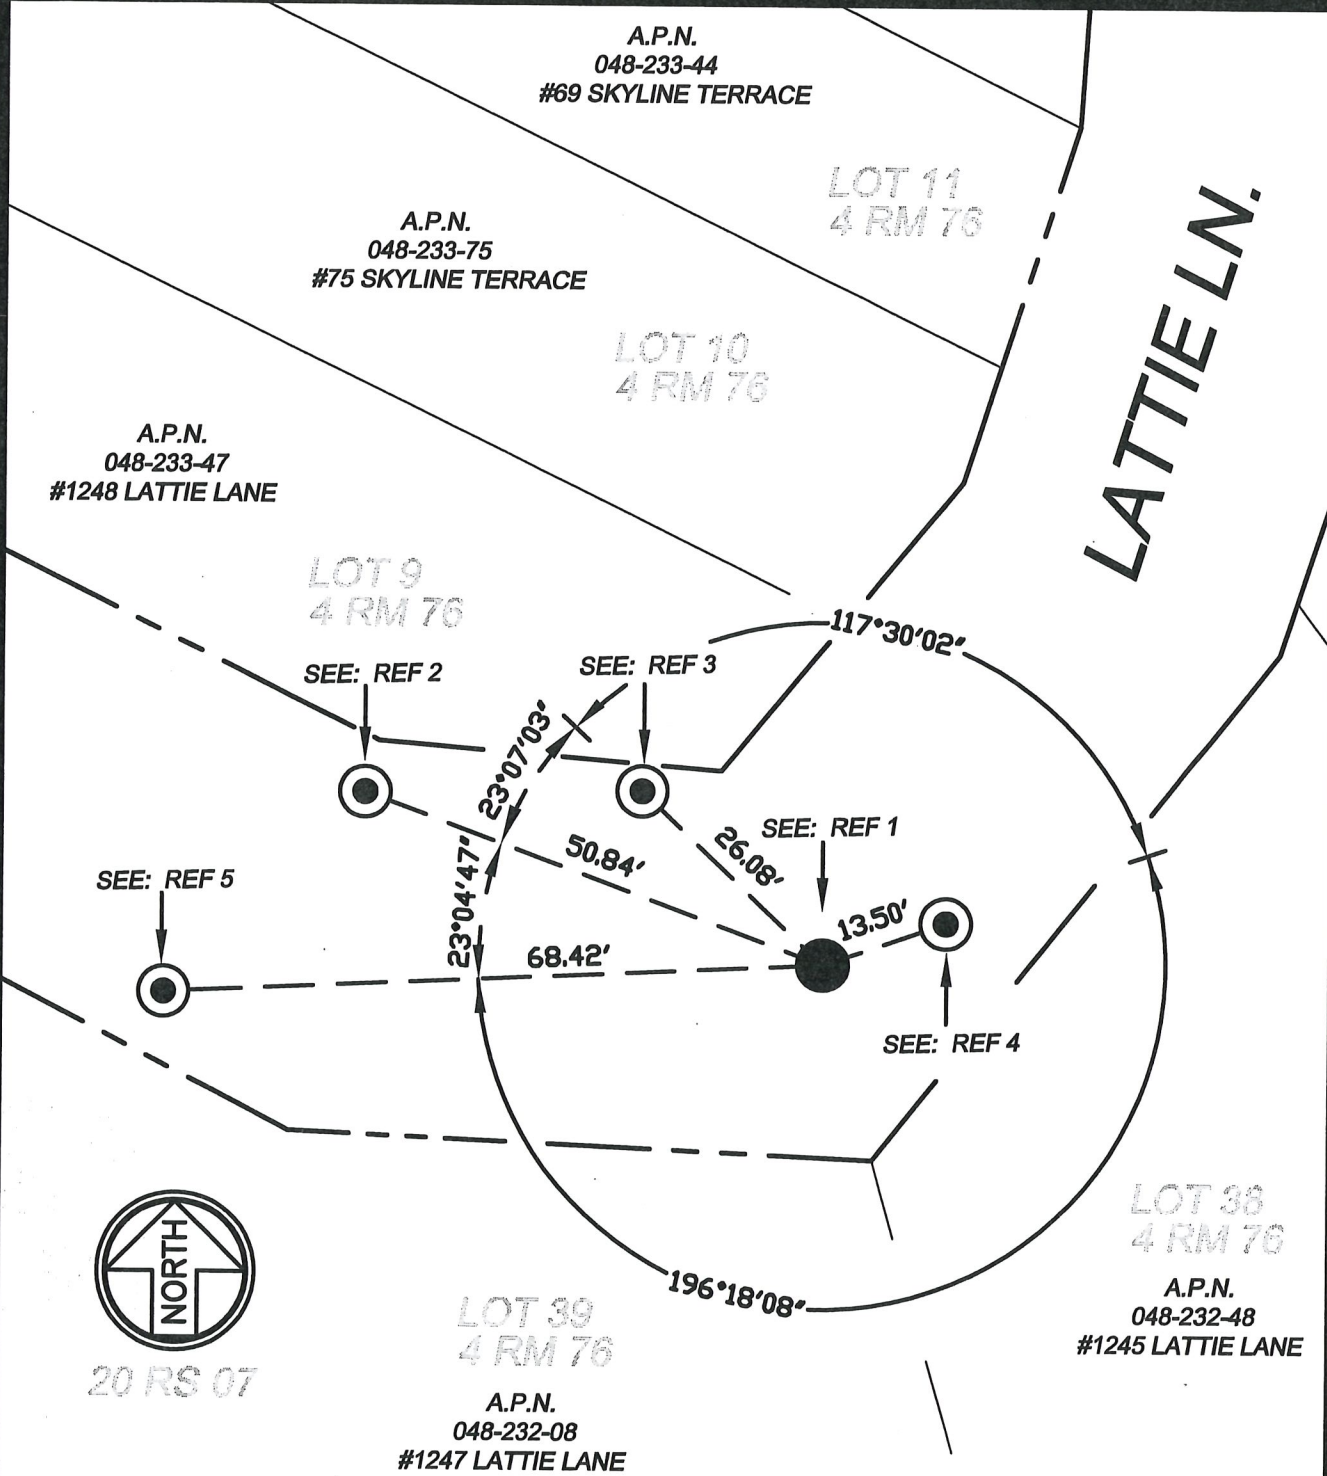 A.P.N.
048-233-44
#69 SKYLINE TERRACE
LOT 11
4 RM 76
LATTIE LN.
A.P.N.
048-233-75
#75 SKYLINE TERRACE
LOT 10
4 RM 76
A.P.N.
048-233-47
#1248 LATTIE LANE
LOT 9
4 RM 76
117°30'02"
SEE: REF 2
SEE: REF 3
23°07'03"
SEE: REF 1
26.08'
50.84'
23°04'47"
SEE: REF 5
13.50'
68.42'
SEE: REF 4
NORTH
20 RS 07
196°18'08"
LOT 39
4 RM 76
A.P.N.
048-232-08
#1247 LATTIE LANE
LOT 38
4 RM 76
A.P.N.
048-232-48
#1245 LATTIE LANE